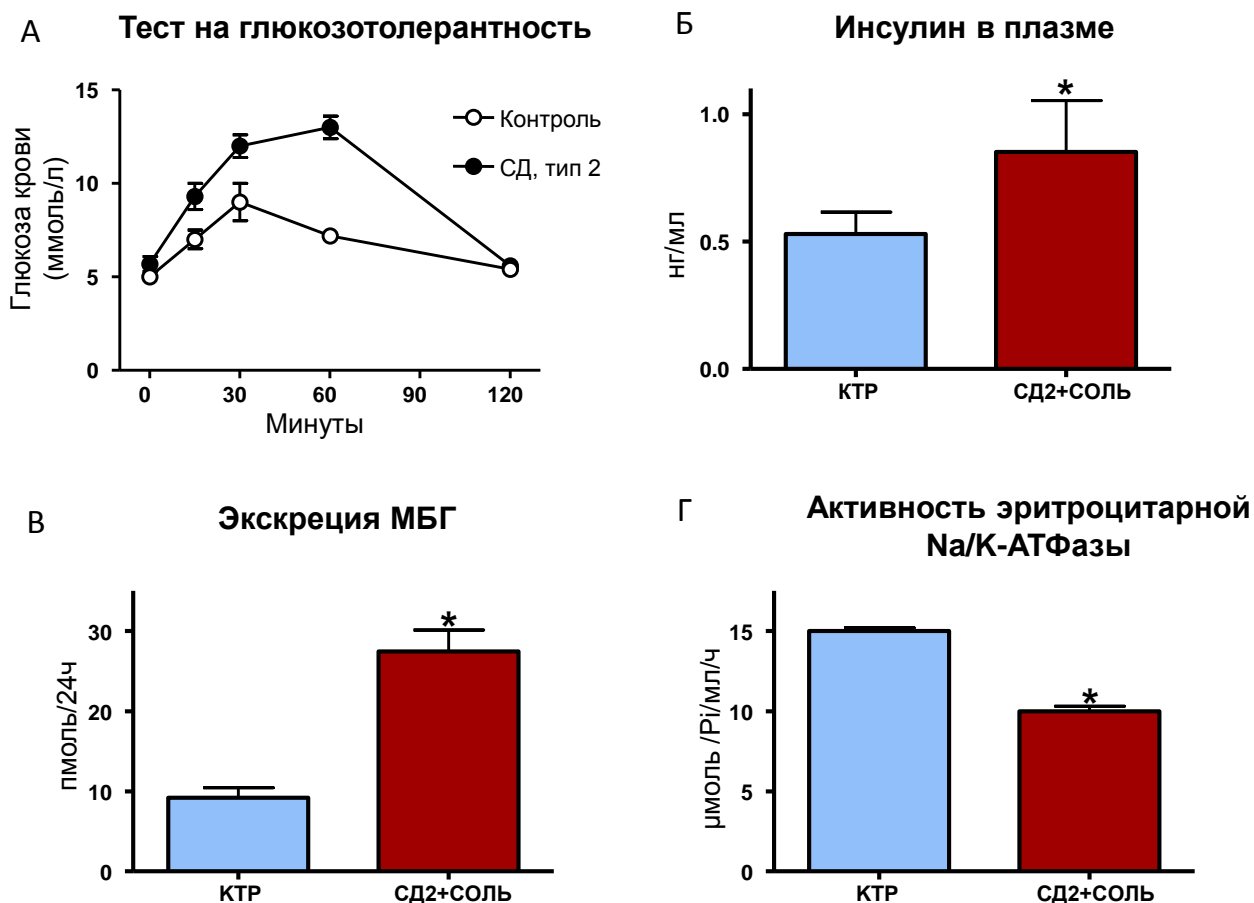 А
Тест на глюкозотолерантность
Глюкоза крови
(ммоль/л)
15
10
5
0
0 30 60 90 120
Минуты
Контроль
СД, тип 2
Б
Инсулин в плазме
нг/мл
1.0
0.5
0.0
*
КТР СД2+СОЛЬ
В
Экскреция МБГ
пмоль/24ч
30
20
10
0
*
КТР СД2+СОЛЬ
Г
Активность эритроцитарной
Na/K-АТФазы
µмоль /Pi/мл/ч
15
10
5
0
*
КТР СД2+СОЛЬ